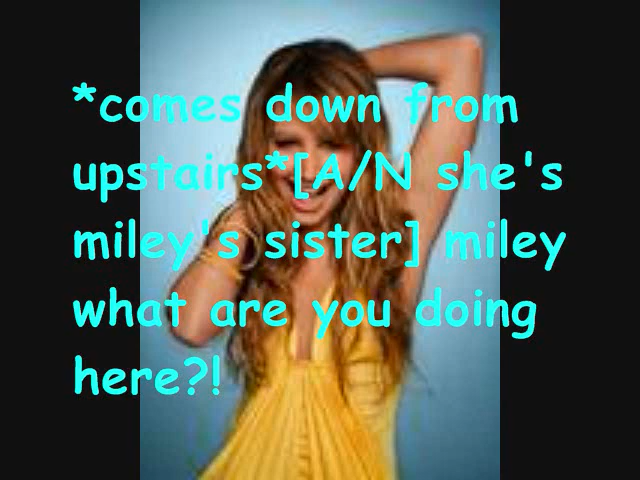 *comes down from
upstairs*[A/N she's
miley's sister] miley
what are you doing
here?!